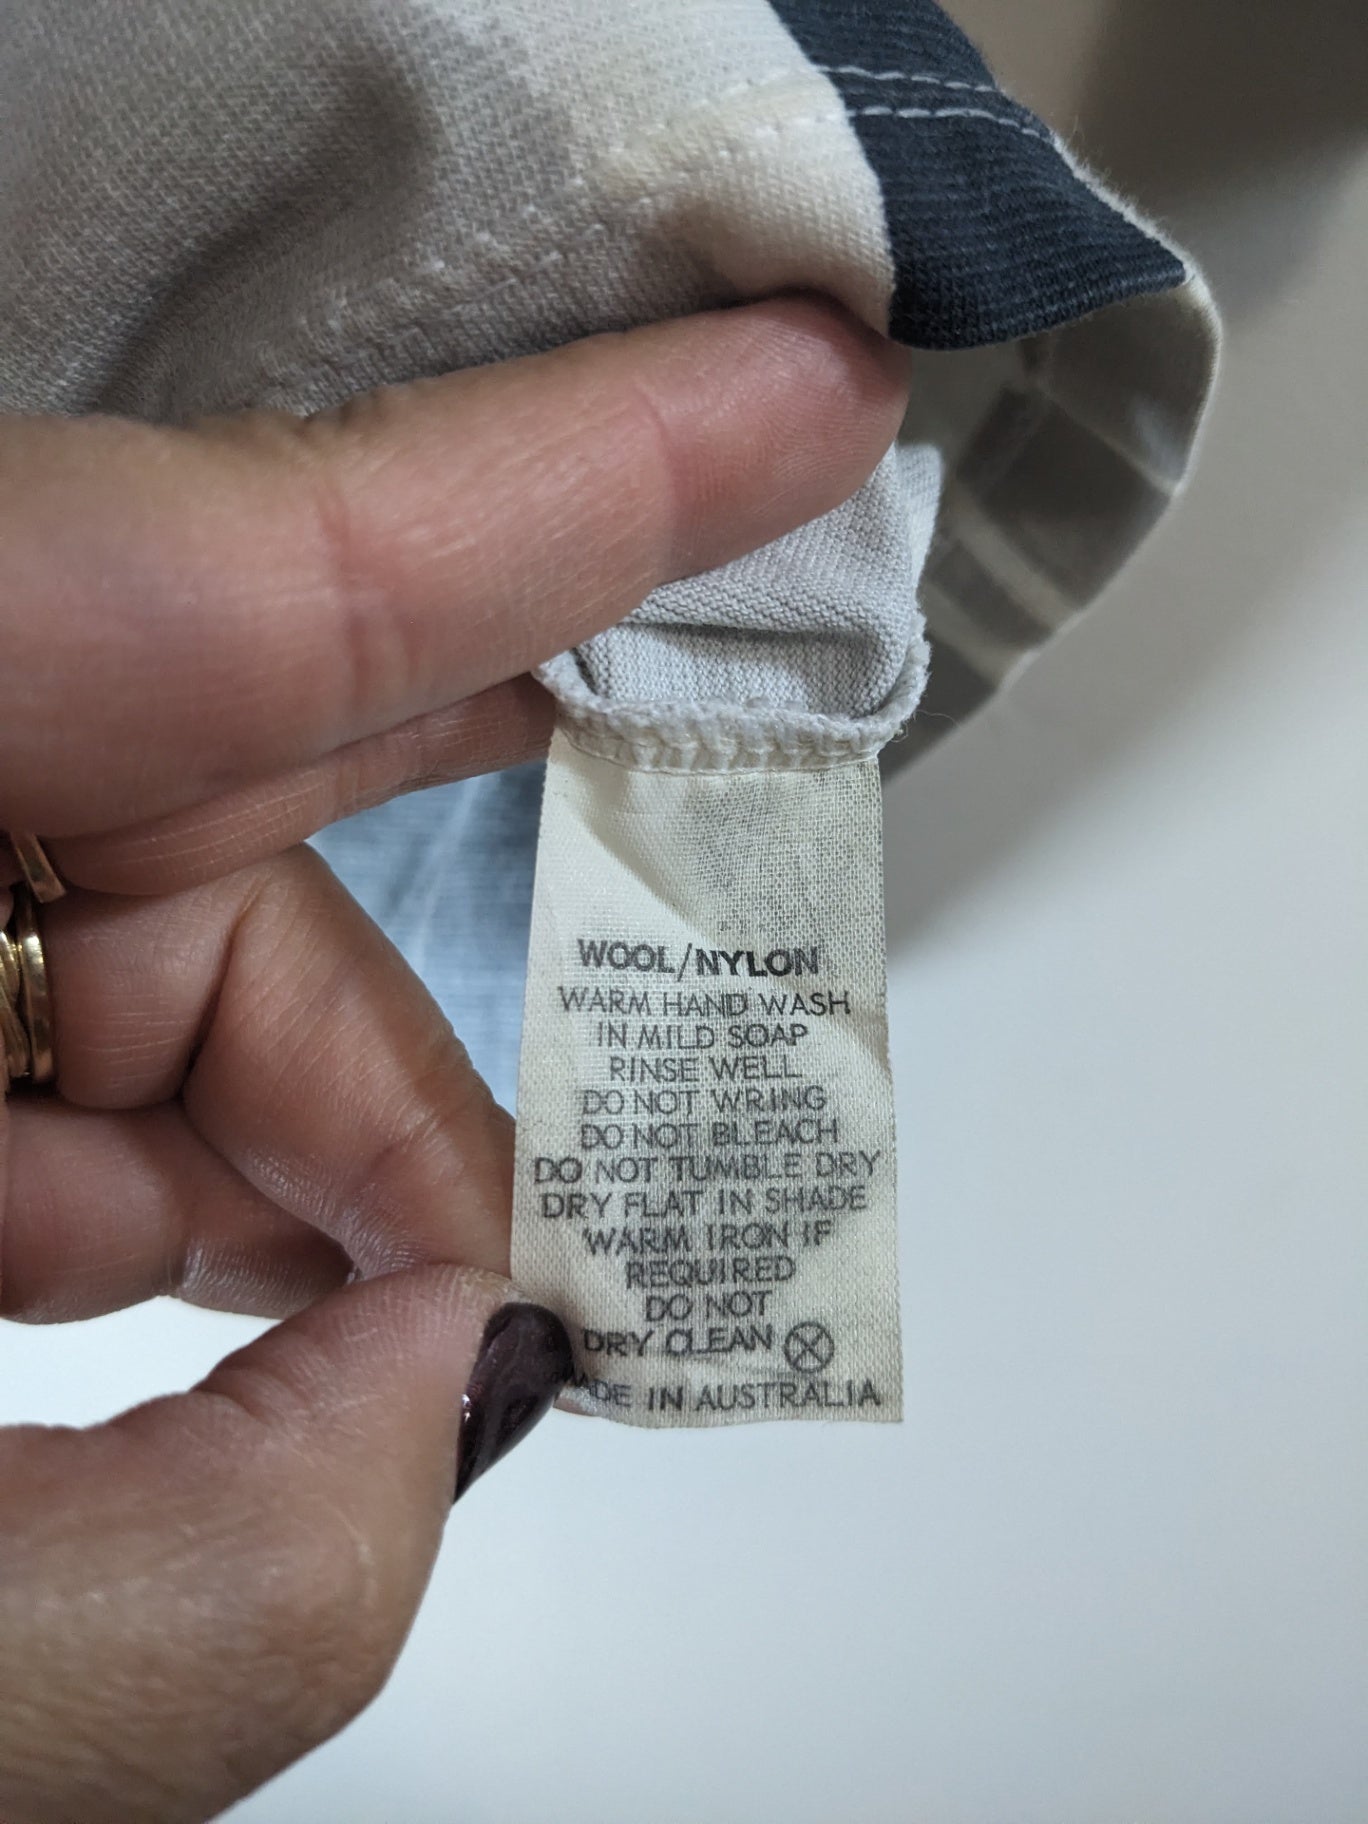 WOOL/NYLON
WARM HAND WASH
IN MILD SOAP
RINSE WELL
DO NOT WRING
DO NOT BLEACH
DO NOT TUMBLE DRY
DRY FLAT IN SHADE
WARM IRON IF
REQUIRED
DO NOT
DRY CLEAN
MADE IN AUSTRALIA